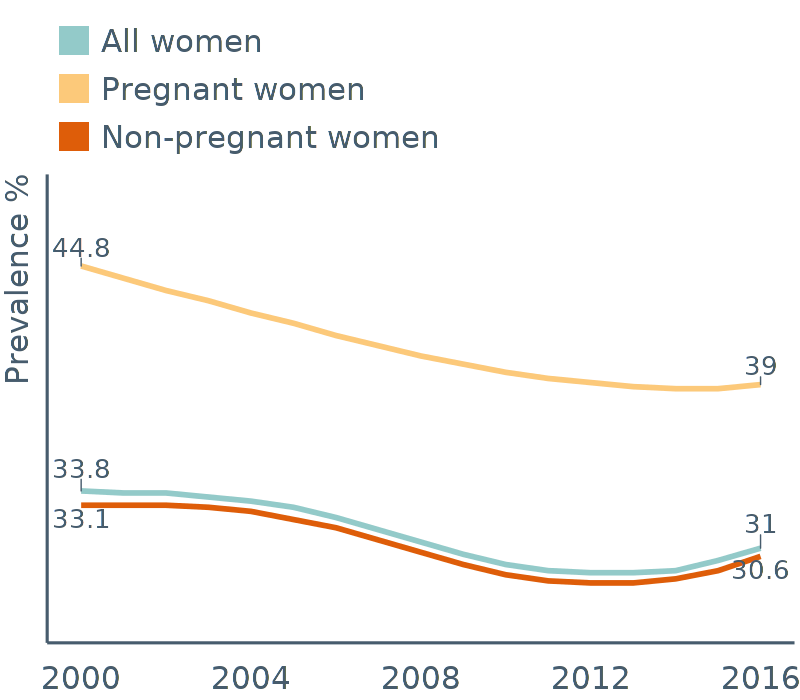 All women
Pregnant women
Non-pregnant women
Prevalence %
44.8
39
33.8
33.1
31
30.6
2000 2004 2008 2012 2016